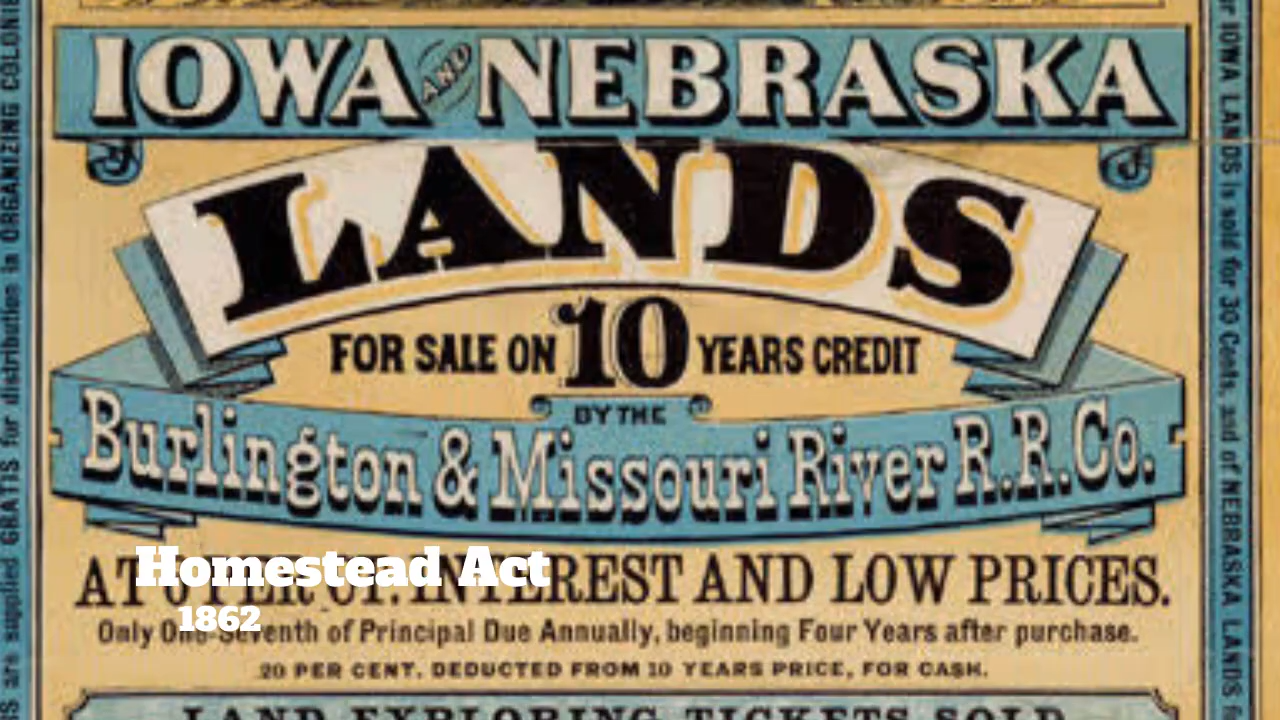 IOWA AND NEBRASKA
LANDS
FOR SALE ON 10 YEARS CREDIT
BY THE
Burlington & Missouri River R.R.Co.
Homestead Act
AT 6 PER CT. INTEREST AND LOW PRICES.
1862
Only One-Seventh of Principal Due Annually, beginning Four Years after purchase.
20 PER CENT. DEDUCTED FROM 10 YEARS PRICE, FOR CASH.
LAND EXPLORING TICKETS SOLD
are supplied GRATIS for distribution in ORGANIZING
IOWA LANDS is sold for 30 Cents, and of NEBRASKA LANDS